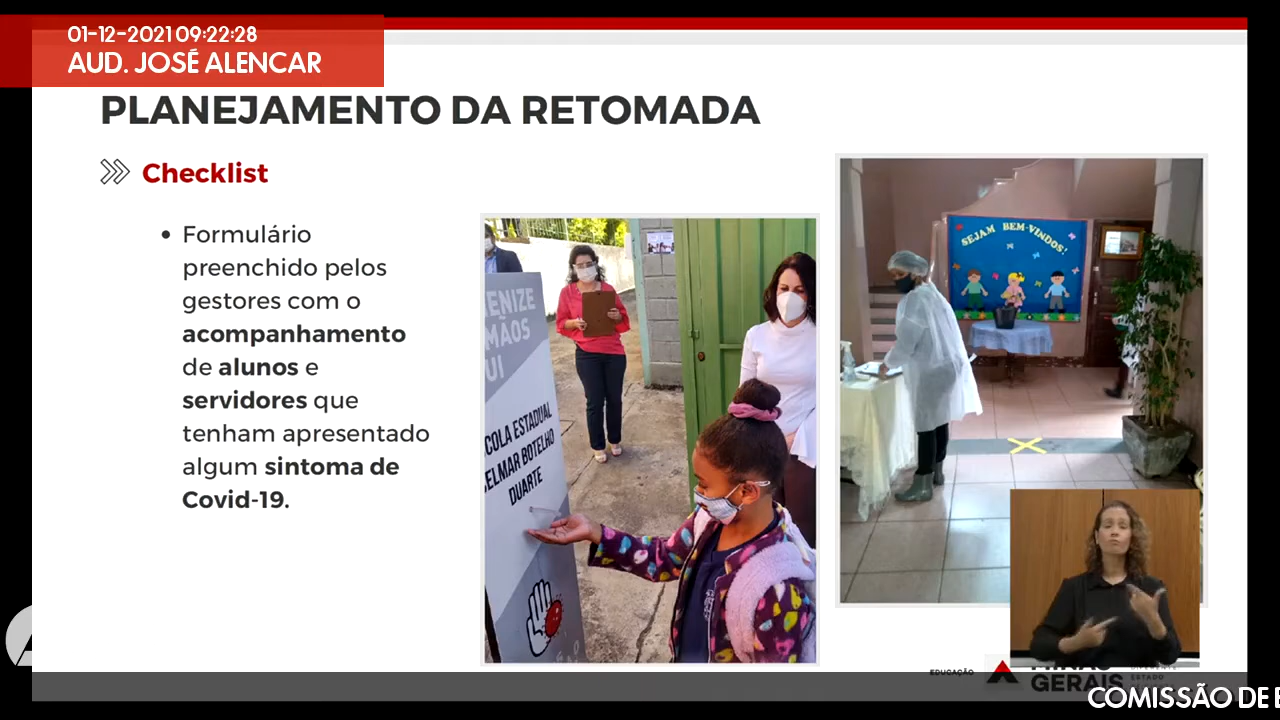 01-12-2021 09:22:28
AUD. JOSÉ ALENCAR
PLANEJAMENTO DA RETOMADA
Checklist
Formulário
preenchido pelos
gestores com o
acompanhamento
de alunos e
servidores que
tenham apresentado
algum sintoma de
Covid-19.
MÃOS
UI
COLA ESTADUAL
ELMAR BOTELHO
DUARTE
SEJAM BEM-VINDOS!
EDUCAÇÃO
MINAS
GERAIS
ESTADO
COMISSÃO DE